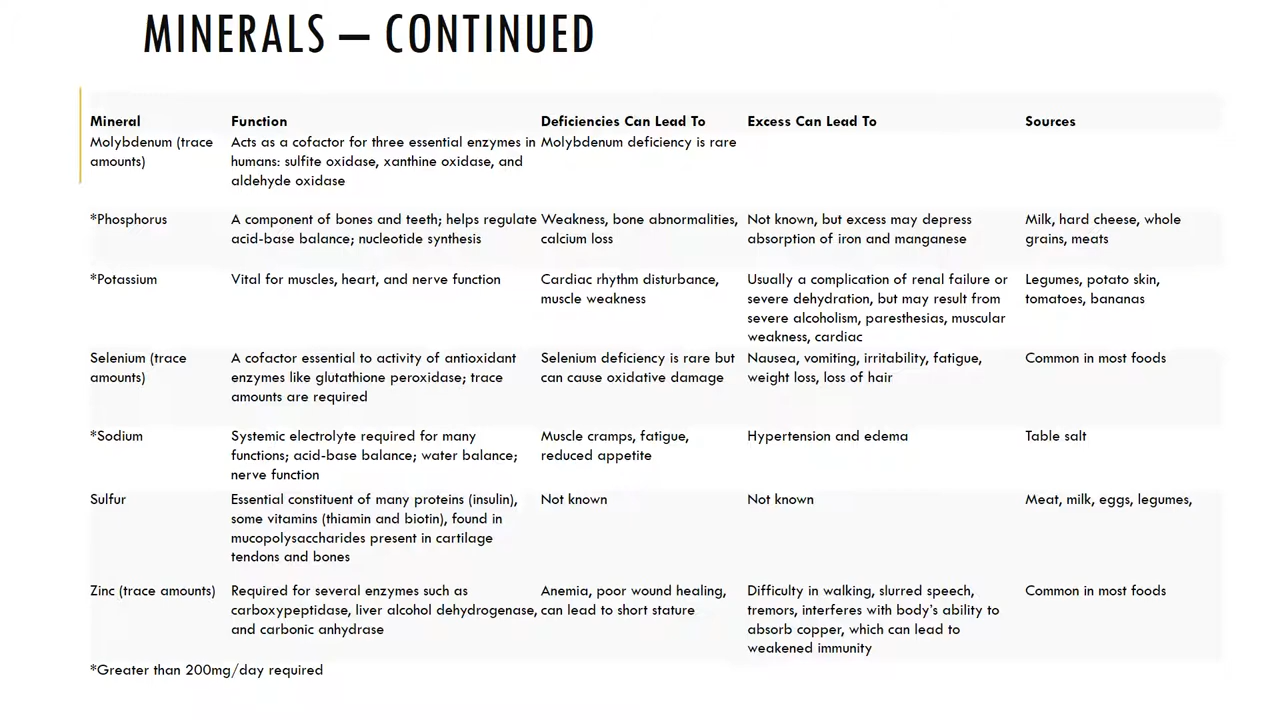 MINERALS – CONTINUED
Mineral Function Deficiencies Can Lead To Excess Can Lead To Sources
Molybdenum (trace Acts as a cofactor for three essential enzymes in Molybdenum deficiency is rare
amounts) humans: sulfite oxidase, xanthine oxidase, and
aldehyde oxidase
*Phosphorus A component of bones and teeth; helps regulate Weakness, bone abnormalities, Not known, but excess may depress Milk, hard cheese, whole
acid-base balance; nucleotide synthesis calcium loss absorption of iron and manganese grains, meats
*Potassium Vital for muscles, heart, and nerve function Cardiac rhythm disturbance, Usually a complication of renal failure or Legumes, potato skin,
muscle weakness severe dehydration, but may result from tomatoes, bananas
severe alcoholism, paresthesias, muscular
weakness, cardiac
Selenium (trace A cofactor essential to activity of antioxidant Selenium deficiency is rare but Nausea, vomiting, irritability, fatigue, Common in most foods
amounts) enzymes like glutathione peroxidase; trace can cause oxidative damage weight loss, loss of hair
amounts are required
*Sodium Systemic electrolyte required for many Muscle cramps, fatigue, Hypertension and edema Table salt
functions; acid-base balance; water balance; reduced appetite
nerve function
Sulfur Essential constituent of many proteins (insulin), Not known Not known Meat, milk, eggs, legumes,
some vitamins (thiamin and biotin), found in
mucopolysaccharides present in cartilage
tendons and bones
Zinc (trace amounts) Required for several enzymes such as Anemia, poor wound healing, Difficulty in walking, slurred speech, Common in most foods
carboxypeptidase, liver alcohol dehydrogenase, can lead to short stature tremors, interferes with body's ability to
and carbonic anhydrase absorb copper, which can lead to
weakened immunity
*Greater than 200mg/day required